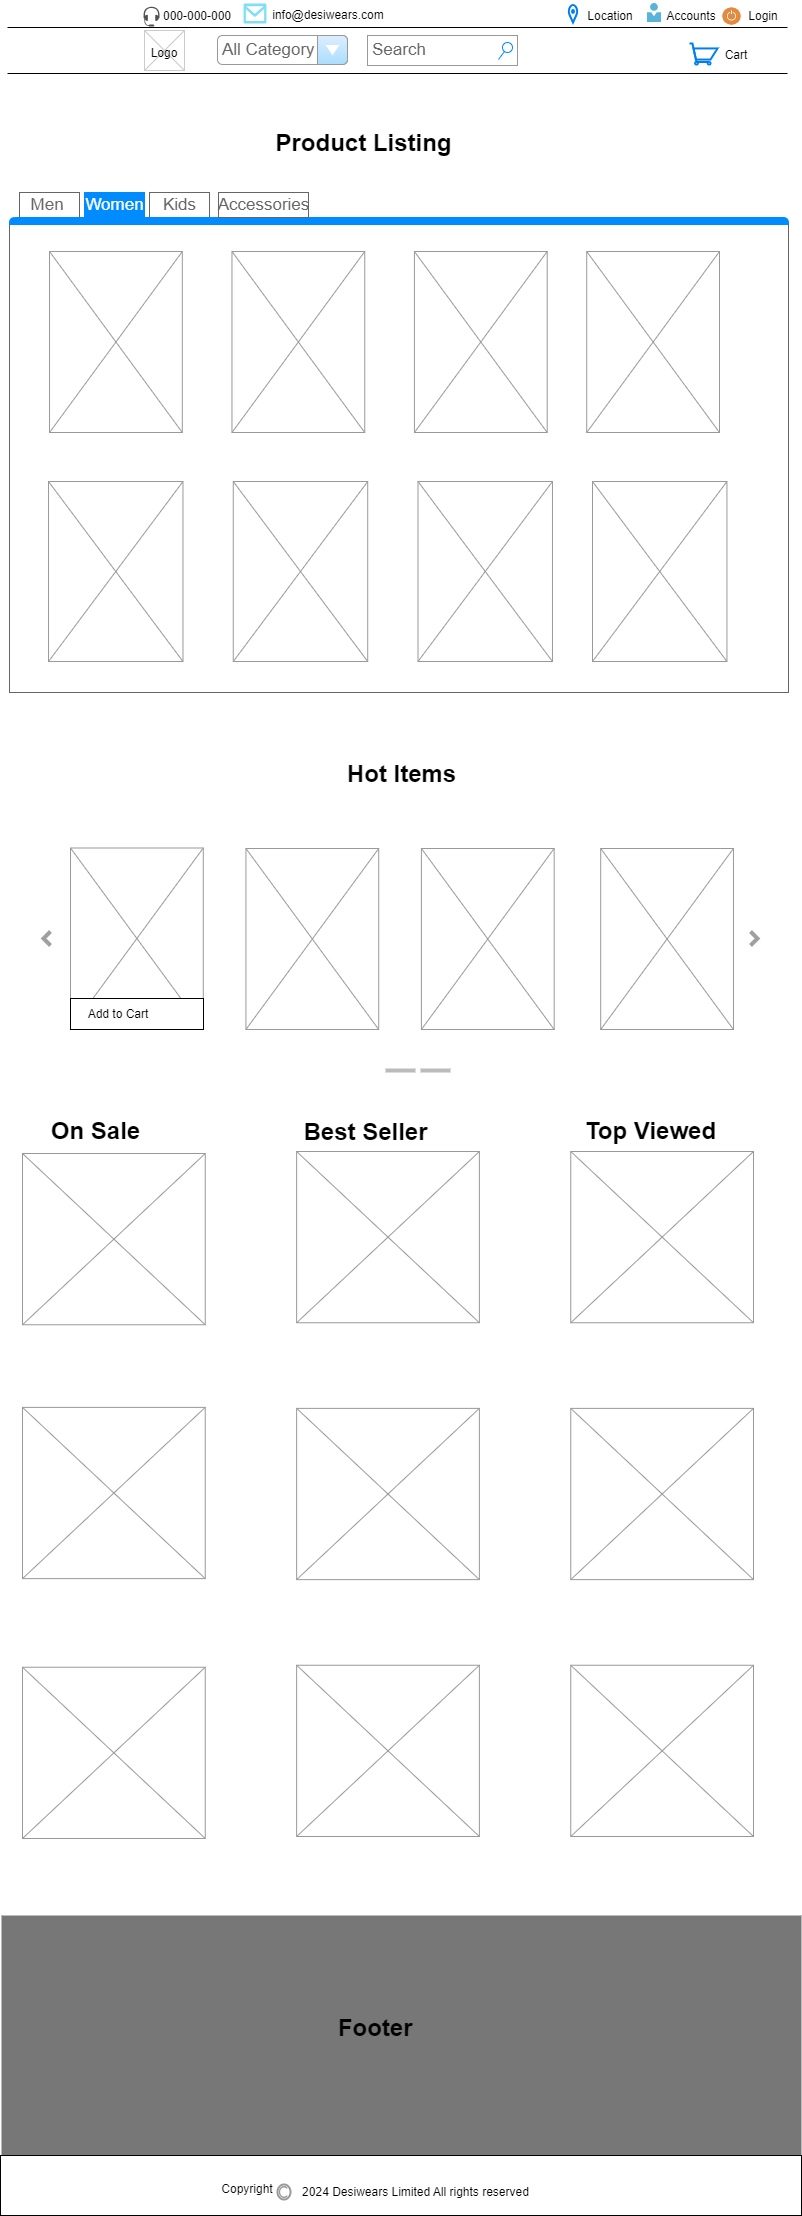 000-000-000 info@desiwears.com Location Accounts Login
Logo All Category Search Cart
Product Listing
Men Women Kids Accessories
Hot Items
Add to Cart
On Sale Best Seller Top Viewed
Footer
Copyright © 2024 Desiwears Limited All rights reserved